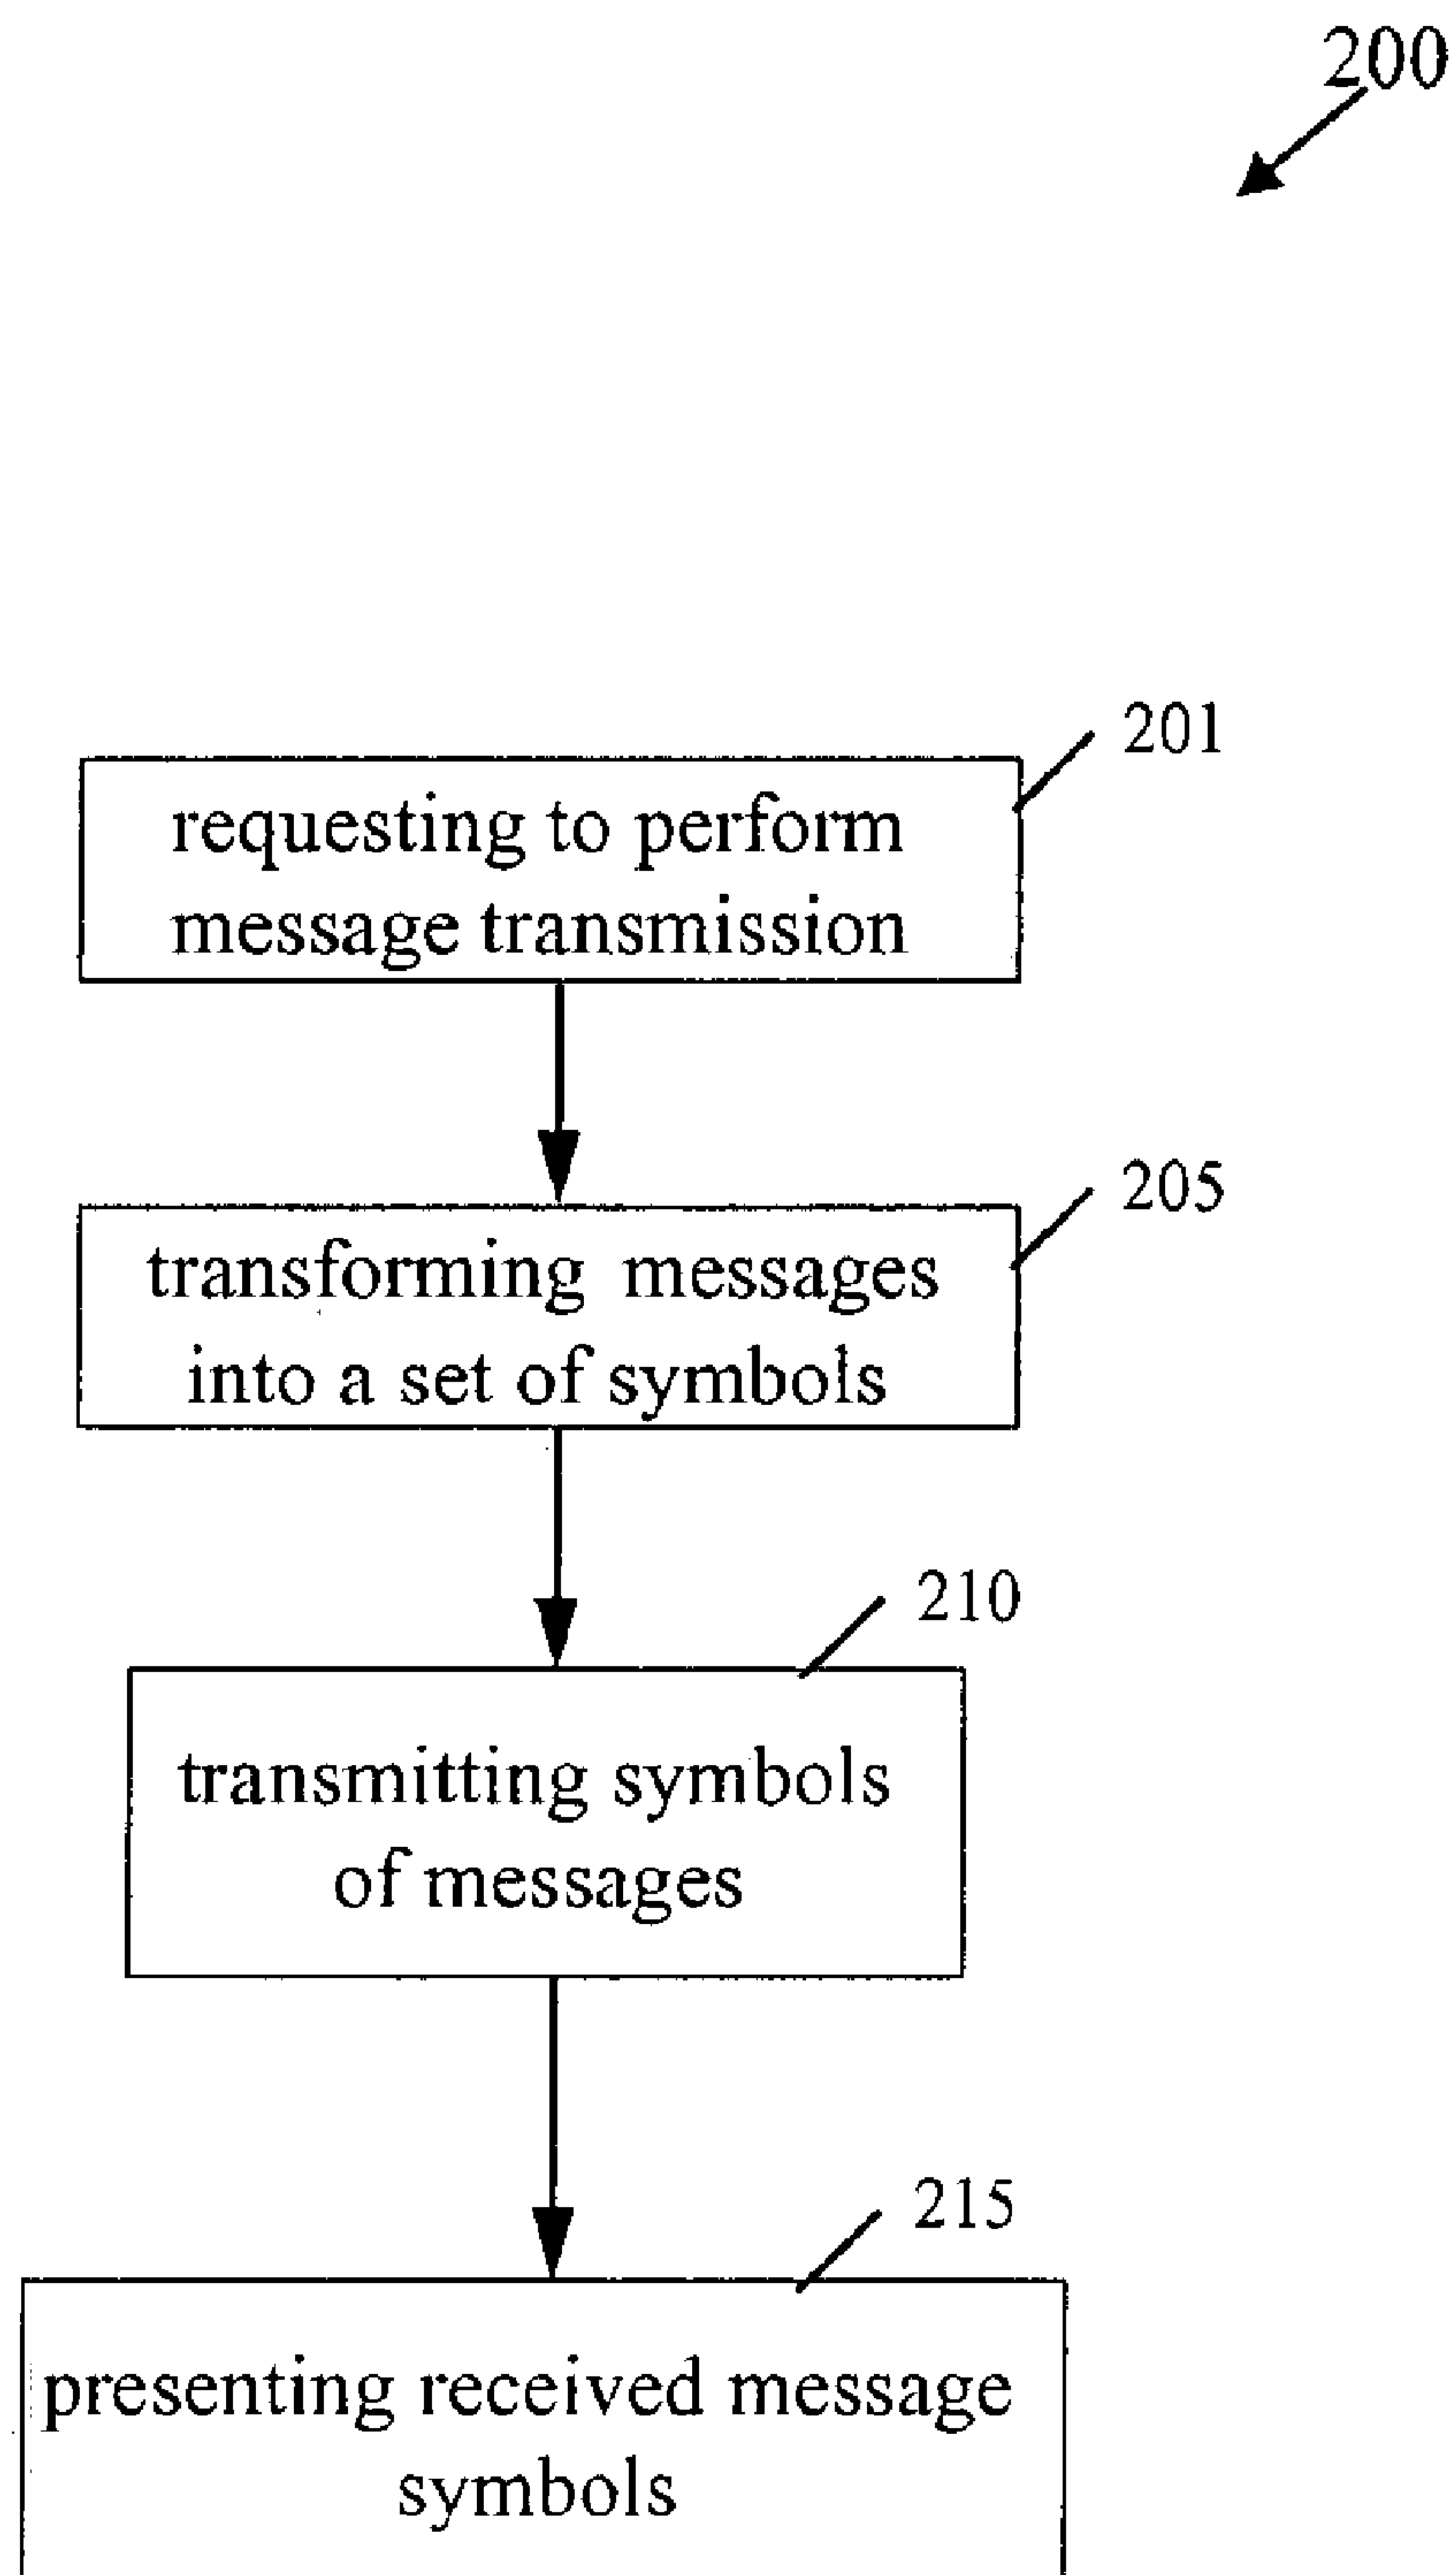 200
201
requesting to perform
message transmission
205
transforming messages
into a set of symbols
210
transmitting symbols
of messages
215
presenting received message
symbols